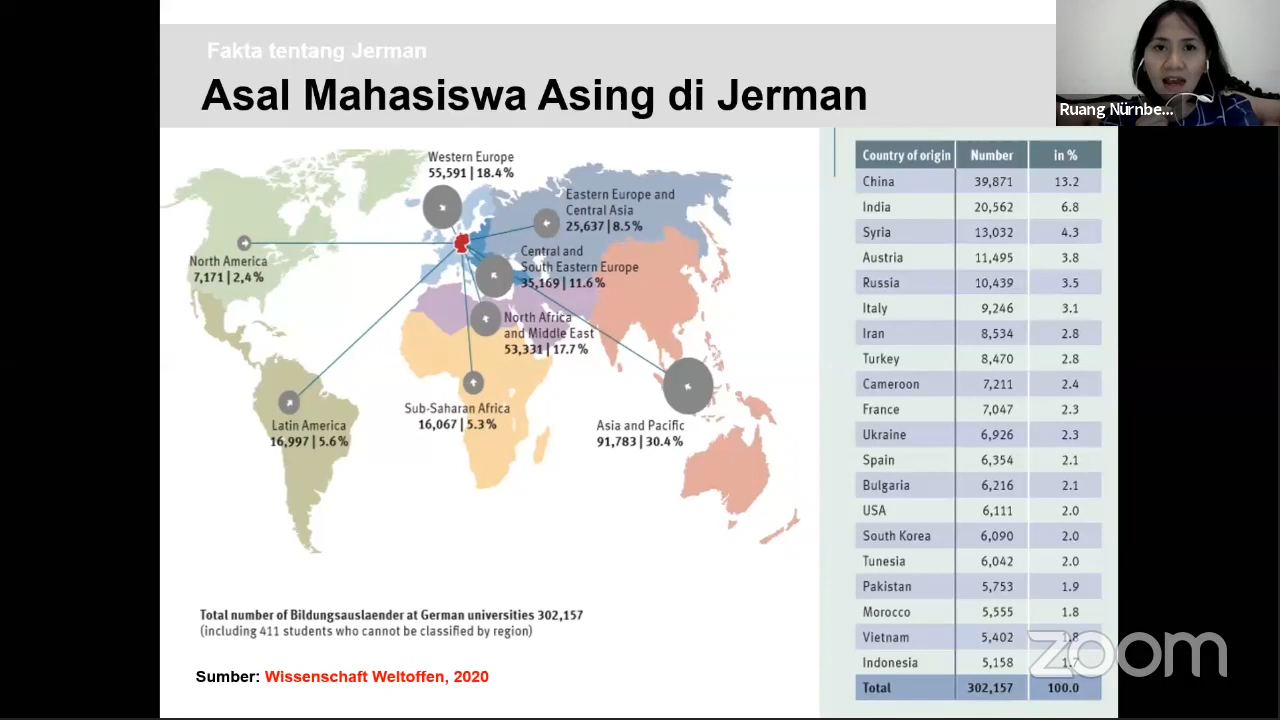 Fakta tentang Jerman
Asal Mahasiswa Asing di Jerman
Ruang Nürnbe...
Western Europe
55,591 | 18.4 %
Eastern Europe and
Central Asia
25,637 | 8.5 %
North America
7,171 | 2,4 %
Central and
South Eastern Europe
35,169 | 11.6 %
North Africa
and Middle East
53,331 | 17.7 %
Sub-Saharan Africa
16,067 | 5.3 %
Latin America
16,997 | 5.6 %
Asia and Pacific
91,783 | 30.4 %
Total number of Bildungsauslaender at German universities 302,157
(including 411 students who cannot be classified by region)
Sumber: Wissenschaft Weltoffen, 2020
Country of origin Number in %
China 39,871 13.2
India 20,562 6.8
Syria 13,032 4.3
Austria 11,495 3.8
Russia 10,439 3.5
Italy 9,246 3.1
Iran 8,534 2.8
Turkey 8,470 2.8
Cameroon 7,211 2.4
France 7,047 2.3
Ukraine 6,926 2.3
Spain 6,354 2.1
Bulgaria 6,216 2.1
USA 6,111 2.0
South Korea 6,090 2.0
Tunesia 6,042 2.0
Pakistan 5,753 1.9
Morocco 5,555 1.8
Vietnam 5,402 1.8
Indonesia 5,158 1.7
Total 302,157 100.0
zoom